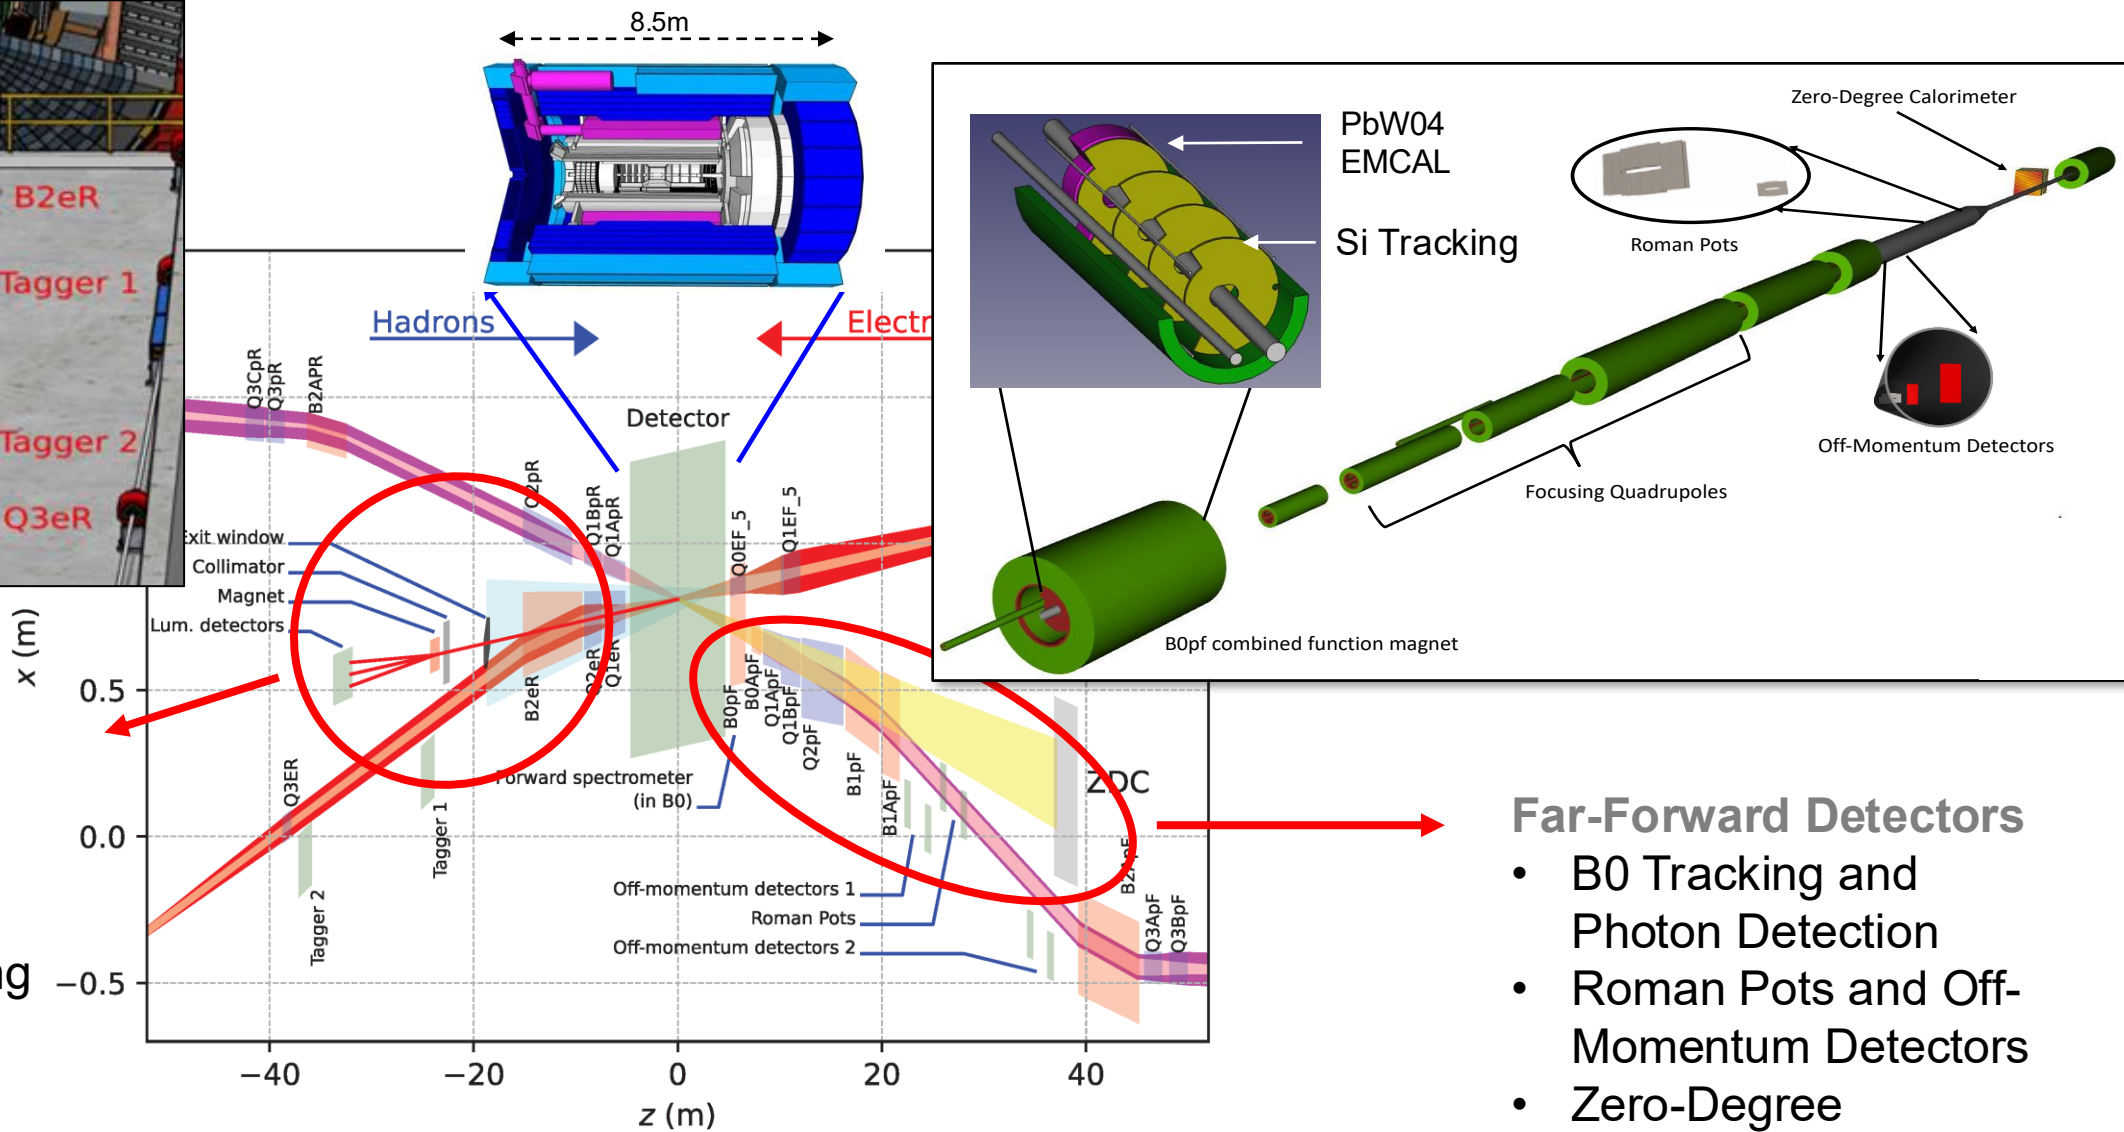 8.5m
B2eR
Tagger 1
Tagger 2
Q3eR
PbW04
EMCAL
Si Tracking
Zero-Degree Calorimeter
Roman Pots
Off-Momentum Detectors
Focusing Quadrupoles
B0pf combined function magnet
Hadrons
Electr
Detector
Q3CpR
Q3pR
B2APR
Q2pR
Q1BpR
Q1ApR
Q0EF_5
Q1EF_5
Exit window
Collimator
Magnet
Lum. detectors
B2eR
Q2eR
Q1eR
B0pF
B0ApF
Q1ApF
Q1BpF
Q2pF
B1pF
B1ApF
ZDC
B2ApF
Q3ApF
Q3BpF
Q3ER
Tagger 1
Tagger 2
Forward spectrometer
(in B0)
Off-momentum detectors 1
Roman Pots
Off-momentum detectors 2
x (m)
0.5
0.0
−0.5
−40
−20
0
20
40
z (m)
ng
Far-Forward Detectors
• B0 Tracking and
Photon Detection
• Roman Pots and Off-
Momentum Detectors
• Zero-Degree